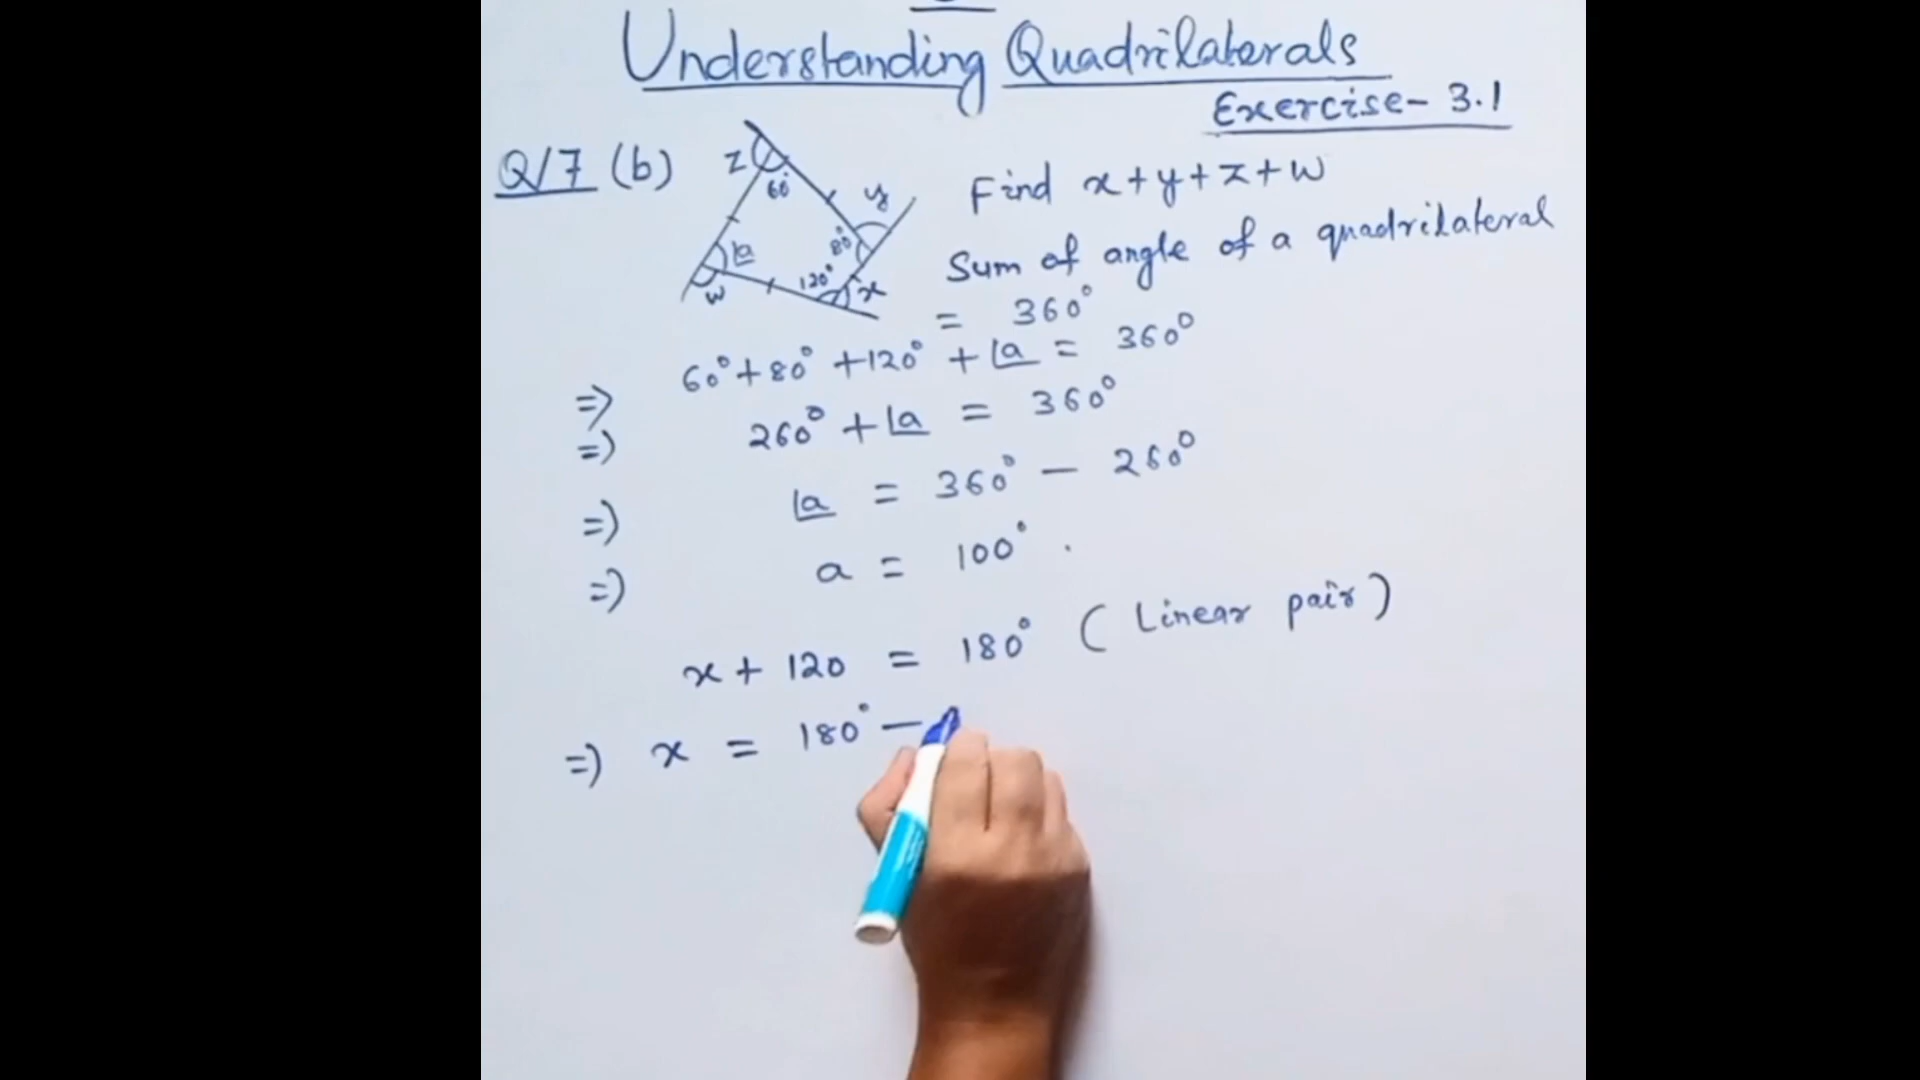 Understanding Quadrilaterals
Exercise- 3.1
Q/7 (b)
Find x+y+z+w
z
60°
y
80°
∠a
120°
x
w
Sum of angle of a quadrilateral
= 360°
=> 60°+80°+120°+∠a = 360°
=> 260°+∠a = 360°
=> ∠a = 360° - 260°
=> a = 100°.
x+120 = 180° (Linear pair)
=> x = 180° -